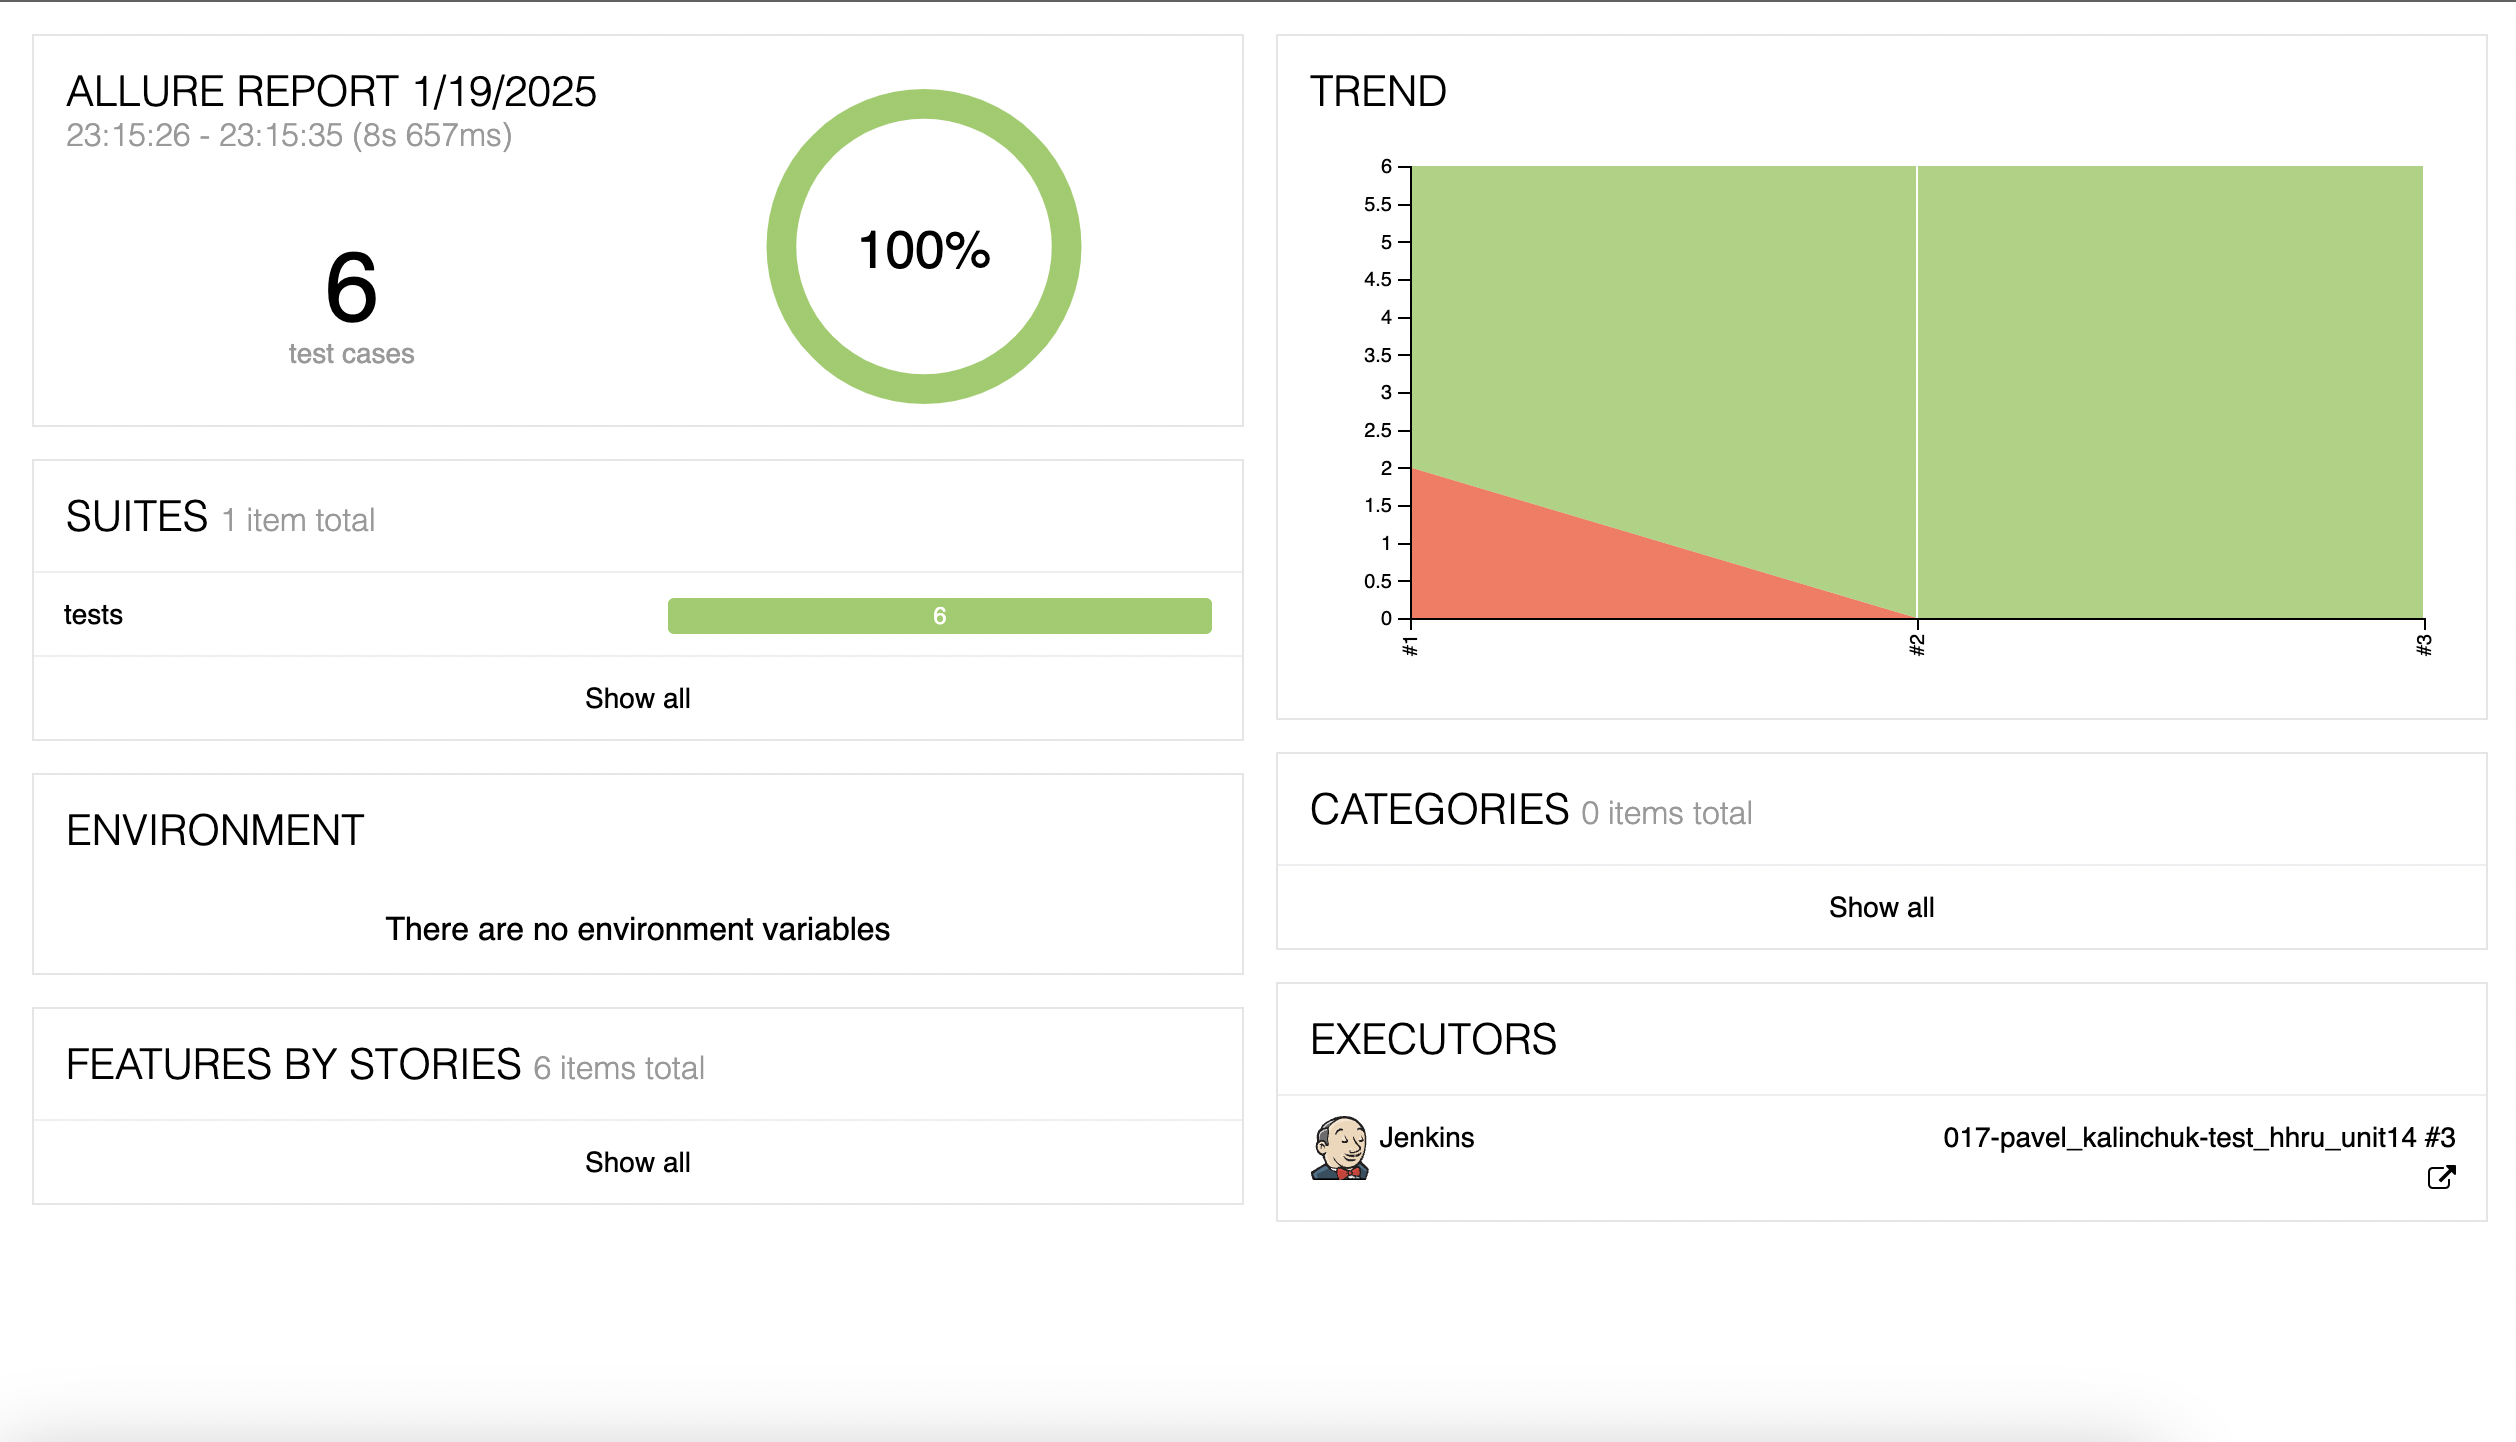 ALLURE REPORT 1/19/2025
23:15:26 - 23:15:35 (8s 657ms)
6
test cases
100%
SUITES 1 item total
tests 6
Show all
ENVIRONMENT
There are no environment variables
FEATURES BY STORIES 6 items total
Show all
TREND
6
5.5
5
4.5
4
3.5
3
2.5
2
1.5
1
0.5
0
#1 #2 #3
CATEGORIES 0 items total
Show all
EXECUTORS
Jenkins 017-pavel_kalinchuk-test_hhru_unit14 #3